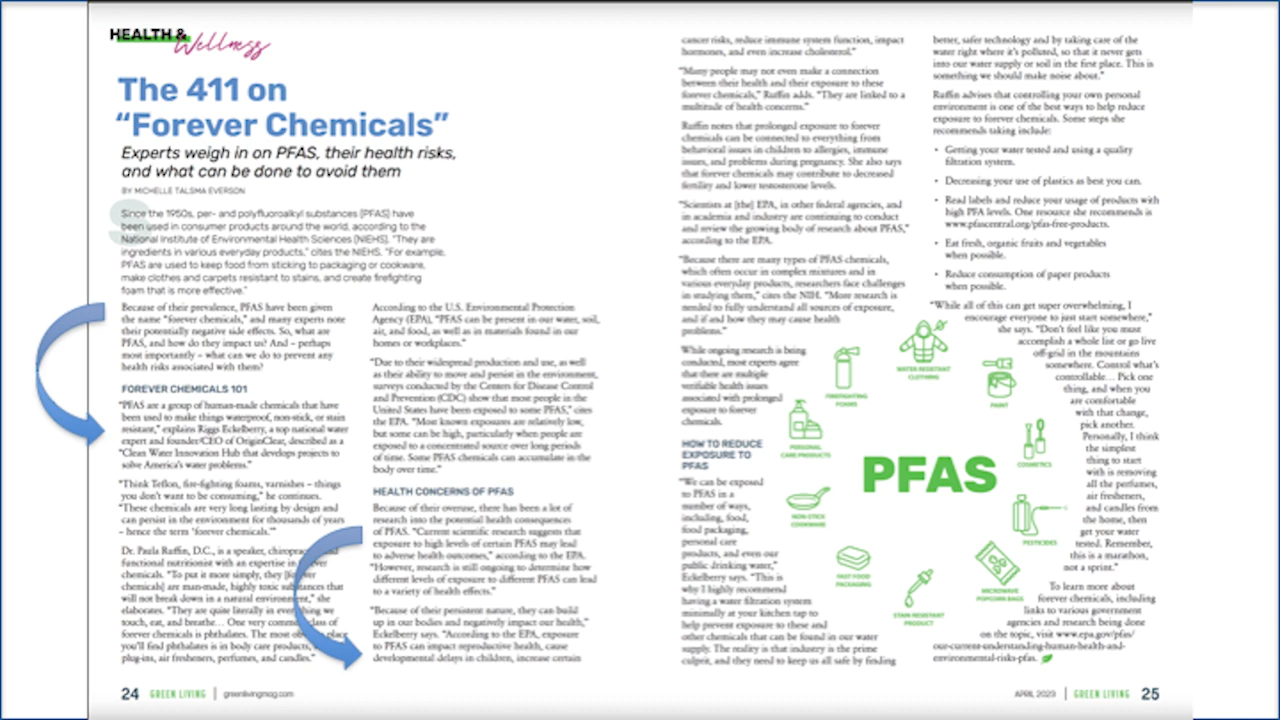 HEALTH & Wellness
The 411 on
“Forever Chemicals”
Experts weigh in on PFAS, their health risks,
and what can be done to avoid them
BY MICHELLE TALSMA EVERSON
Since the 1950s, per- and polyfluoroalkyl substances (PFAS) have
been used in consumer products around the world, according to the
National Institute of Environmental Health Sciences (NIEHS). “They are
ingredients in various everyday products,” cites the NIEHS. “For example,
PFAS are used to keep food from sticking to packaging or cookware,
make clothes and carpets resistant to stains, and create firefighting
foam that is more effective.”
Because of their prevalence, PFAS have been given
the name “forever chemicals,” and many experts note
their potentially negative side effects. So, what are
PFAS, and how do they impact us? And – perhaps
most importantly – what can we do to prevent any
health risks associated with them?
FOREVER CHEMICALS 101
“PFAS are a group of human-made chemicals that have
been used to make things waterproof, non-stick, or stain
resistant,” explains Riggs Eckelberry, a top national water
expert and founder/CEO of OriginClear, described as a
“Clean Water Innovation Hub that develops projects to
solve America’s water problems.”
“Think Teflon, fire-fighting foams, varnishes – things
you don’t want to be consuming,” he continues.
“These chemicals are very long lasting by design and
can persist in the environment for thousands of years
– hence the term ‘forever chemicals.’”
Dr. Paula Ruffin, D.C., is a speaker, and
functional nutritionist with an expertise in
chemicals. “To put it more simply, they
chemicals] are man-made, highly toxic substances that
will not break down in a natural environment,” she
elaborates. “They are quite literally in everything we
touch, eat, and breathe… One very common class of
forever chemicals is phthalates. The most place
you’ll find phthalates is in body care products,
plug-ins, air fresheners, perfumes, and candles.”
According to the U.S. Environmental Protection
Agency (EPA), “PFAS can be present in our water, soil,
air, and food, as well as in materials found in our
homes or workplaces.”
“Due to their widespread production and use, as well
as their ability to move and persist in the environment,
surveys conducted by the Centers for Disease Control
and Prevention (CDC) show that most people in the
United States have been exposed to some PFAS,” cites
the EPA. “Most known exposures are relatively low,
but some can be high, particularly when people are
exposed to a concentrated source over long periods
of time. Some PFAS chemicals can accumulate in the
body over time.”
HEALTH CONCERNS OF PFAS
Because of their overuse, there has been a lot of
research into the potential health consequences
of PFAS. “Current scientific research suggests that
exposure to high levels of certain PFAS may lead
to adverse health outcomes,” according to the EPA.
“However, research is still ongoing to determine how
different levels of exposure to different PFAS can lead
to a variety of health effects.”
“Because of their persistent nature, they can build
up in our bodies and negatively impact our health,”
Eckelberry says. “According to the EPA, exposure
to PFAS can impact reproductive health, cause
developmental delays in children, increase certain
24 GREEN LIVING | greenlivingmag.com
cancer risks, reduce immune system function, impact
hormones, and even increase cholesterol.”
“Many people may not even make a connection
between their health and their exposure to these
forever chemicals,” Ruffin adds. “They are linked to a
multitude of health concerns.”
Ruffin notes that prolonged exposure to forever
chemicals can be connected to everything from
behavioral issues in children to allergies, immune
issues, and problems during pregnancy. She also says
that forever chemicals may contribute to decreased
fertility and lower testosterone levels.
“Scientists at [the] EPA, in other federal agencies, and
in academia and industry are continuing to conduct
and review the growing body of research about PFAS,”
according to the EPA.
“Because there are many types of PFAS chemicals,
which often occur in complex mixtures and in
various everyday products, researchers face challenges
in studying them,” cites the NIH. “More research is
needed to fully understand all sources of exposure,
and if and how they may cause health
problems.”
While ongoing research is being
conducted, most experts agree
that there are multiple
verifiable health issues
associated with prolonged
exposure to forever
chemicals.
HOW TO REDUCE
EXPOSURE TO
PFAS
“We can be exposed
to PFAS in a
number of ways,
including, food,
food packaging,
personal care
products, and even our
public drinking water,”
Eckelberry says. “This is
why I highly recommend
having a water filtration system
minimally at your kitchen tap to
help prevent exposure to these and
other chemicals that can be found in our water
supply. The reality is that industry is the prime
culprit, and they need to keep us all safe by finding
WATER RESISTANT
CLOTHING
FIREFIGHTING
FOAMS
PAINT
PERSONAL
CARE PRODUCTS
COSMETICS
PFAS
NON-STICK
COOKWARE
PESTICIDES
FAST FOOD
PACKAGING
MICROWAVE
POPCORN BAGS
STAIN RESISTANT
PRODUCT
better, safer technology and by taking care of the
water right where it’s polluted, so that it never gets
into our water supply or soil in the first place. This is
something we should make noise about.”
Ruffin advises that controlling your own personal
environment is one of the best ways to help reduce
exposure to forever chemicals. Some steps she
recommends taking include:
• Getting your water tested and using a quality
filtration system.
• Decreasing your use of plastics as best you can.
• Read labels and reduce your usage of products with
high PFA levels. One resource she recommends is
www.pfascentral.org/pfas-free-products.
• Eat fresh, organic fruits and vegetables
when possible.
• Reduce consumption of paper products
when possible.
“While all of this can get super overwhelming, I
encourage everyone to just start somewhere,”
she says. “Don’t feel like you must
accomplish a whole list or go live
off-grid in the mountains
somewhere. Control what’s
controllable… Pick one
thing, and when you
are comfortable
with that change,
pick another.
Personally, I think
the simplest
thing to start
with is removing
all the perfumes,
air fresheners,
and candles from
the home, then
get your water
tested. Remember,
this is a marathon,
not a sprint.”
To learn more about
forever chemicals, including
links to various government
agencies and research being done
on the topic, visit www.epa.gov/pfas/
our-current-understanding-human-health-and-
environmental-risks-pfas.
APRIL 2023 | GREEN LIVING 25